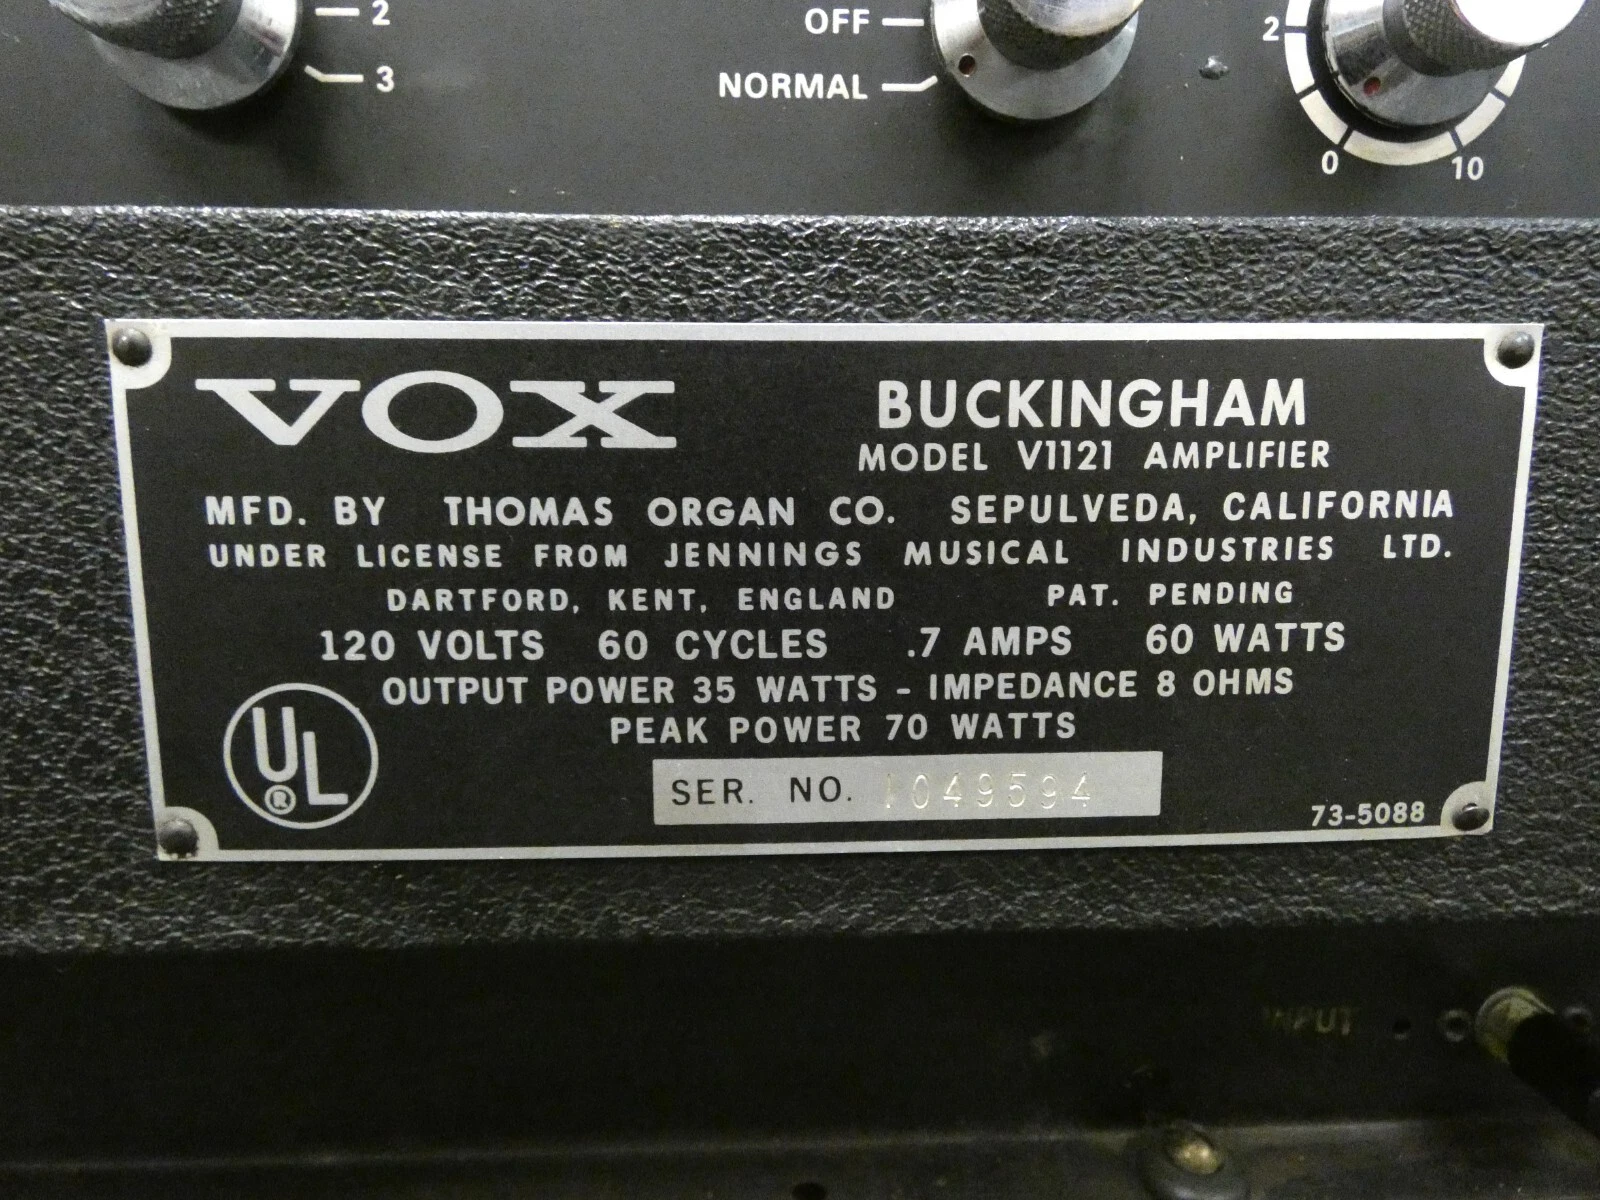 2
3
OFF
NORMAL
2
0
10
VOX
BUCKINGHAM
MODEL V1121 AMPLIFIER
MFD. BY THOMAS ORGAN CO. SEPULVEDA, CALIFORNIA
UNDER LICENSE FROM JENNINGS MUSICAL INDUSTRIES LTD.
DARTFORD, KENT, ENGLAND PAT. PENDING
120 VOLTS 60 CYCLES .7 AMPS 60 WATTS
OUTPUT POWER 35 WATTS - IMPEDANCE 8 OHMS
PEAK POWER 70 WATTS
UL
®
SER. NO. 1049594
73-5088
INPUT